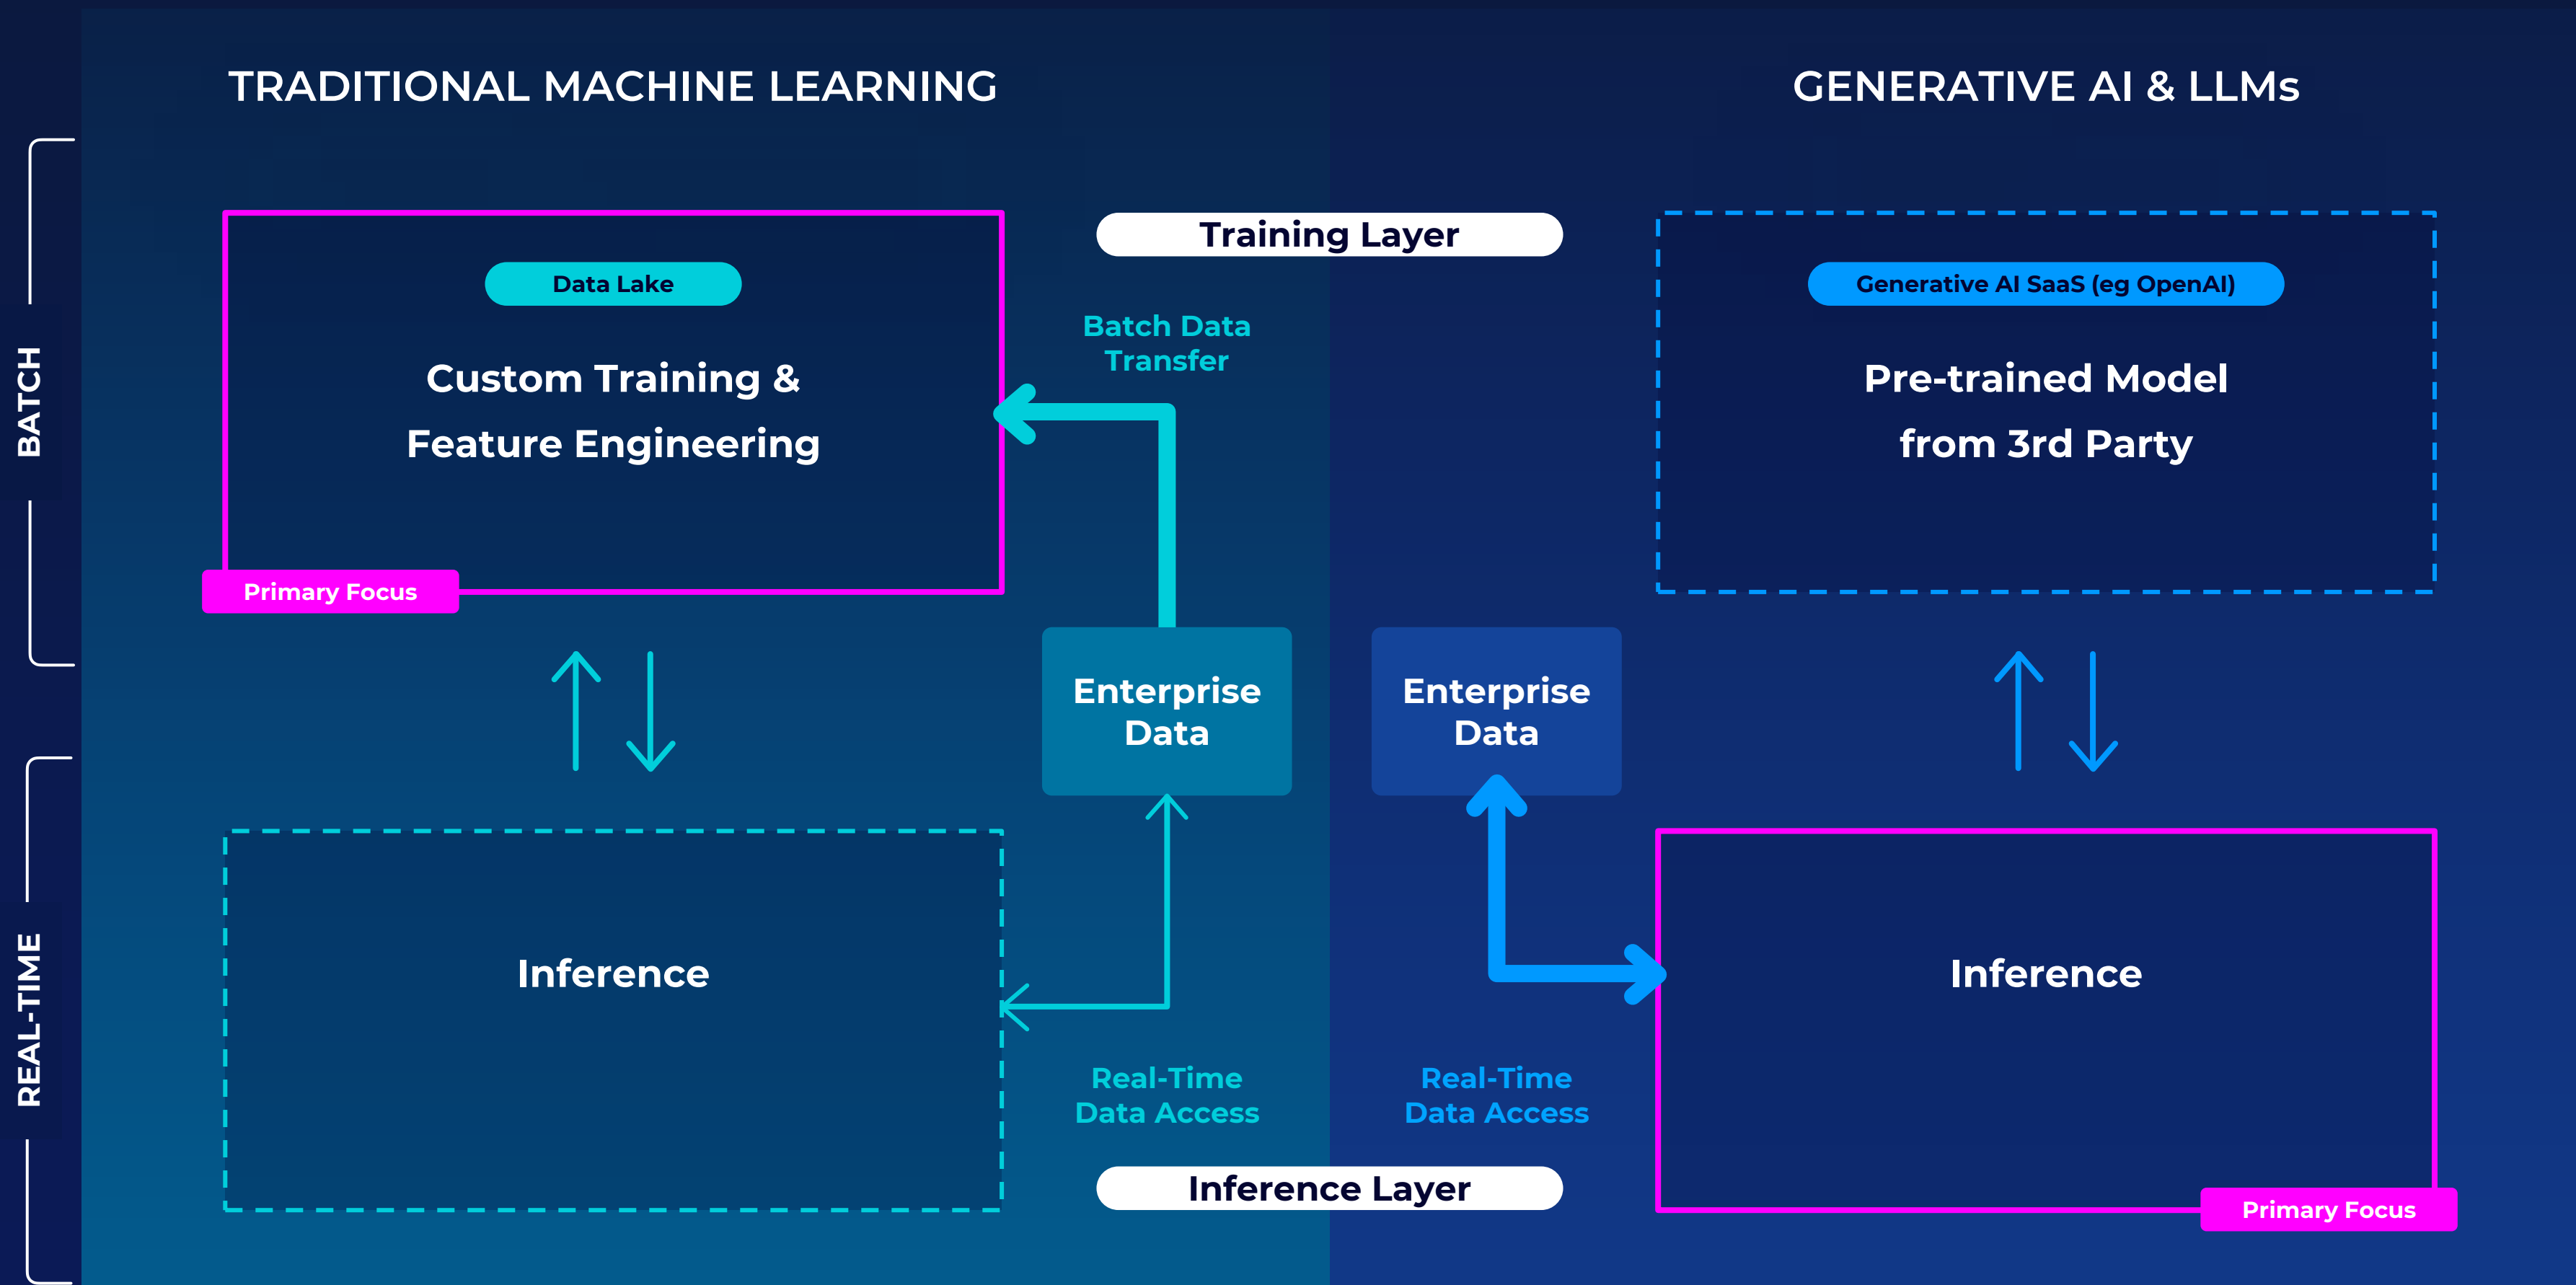 TRADITIONAL MACHINE LEARNING
GENERATIVE AI & LLMs
BATCH
Training Layer
Data Lake
Custom Training &
Feature Engineering
Primary Focus
Batch Data
Transfer
Generative AI SaaS (eg OpenAI)
Pre-trained Model
from 3rd Party
Enterprise
Data
Enterprise
Data
REAL-TIME
Inference
Real-Time
Data Access
Real-Time
Data Access
Inference
Inference Layer
Primary Focus